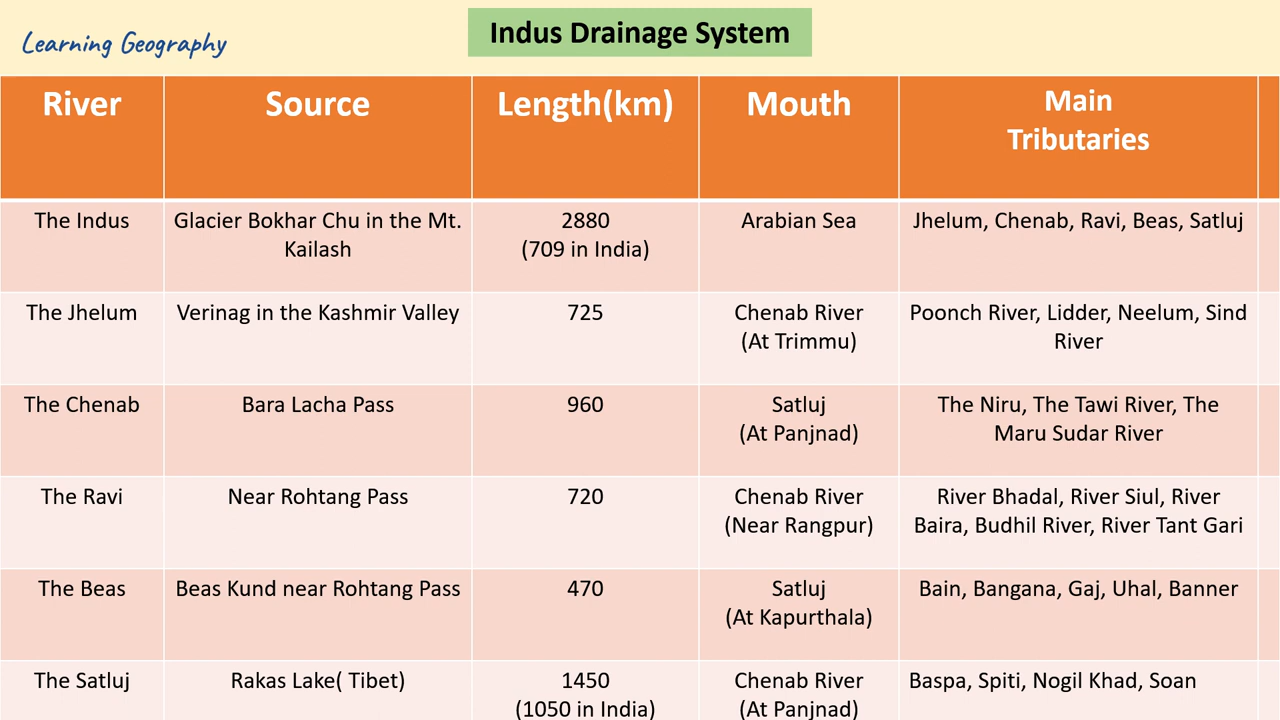 Learning Geography
Indus Drainage System
River
Source
Length(km)
Mouth
Main
Tributaries
The Indus
Glacier Bokhar Chu in the Mt.
Kailash
2880
(709 in India)
Arabian Sea
Jhelum, Chenab, Ravi, Beas, Satluj
The Jhelum
Verinag in the Kashmir Valley
725
Chenab River
(At Trimmu)
Poonch River, Lidder, Neelum, Sind
River
The Chenab
Bara Lacha Pass
960
Satluj
(At Panjnad)
The Niru, The Tawi River, The
Maru Sudar River
The Ravi
Near Rohtang Pass
720
Chenab River
(Near Rangpur)
River Bhadal, River Siul, River
Baira, Budhil River, River Tant Gari
The Beas
Beas Kund near Rohtang Pass
470
Satluj
(At Kapurthala)
Bain, Bangana, Gaj, Uhal, Banner
The Satluj
Rakas Lake( Tibet)
1450
(1050 in India)
Chenab River
(At Panjnad)
Baspa, Spiti, Nogil Khad, Soan